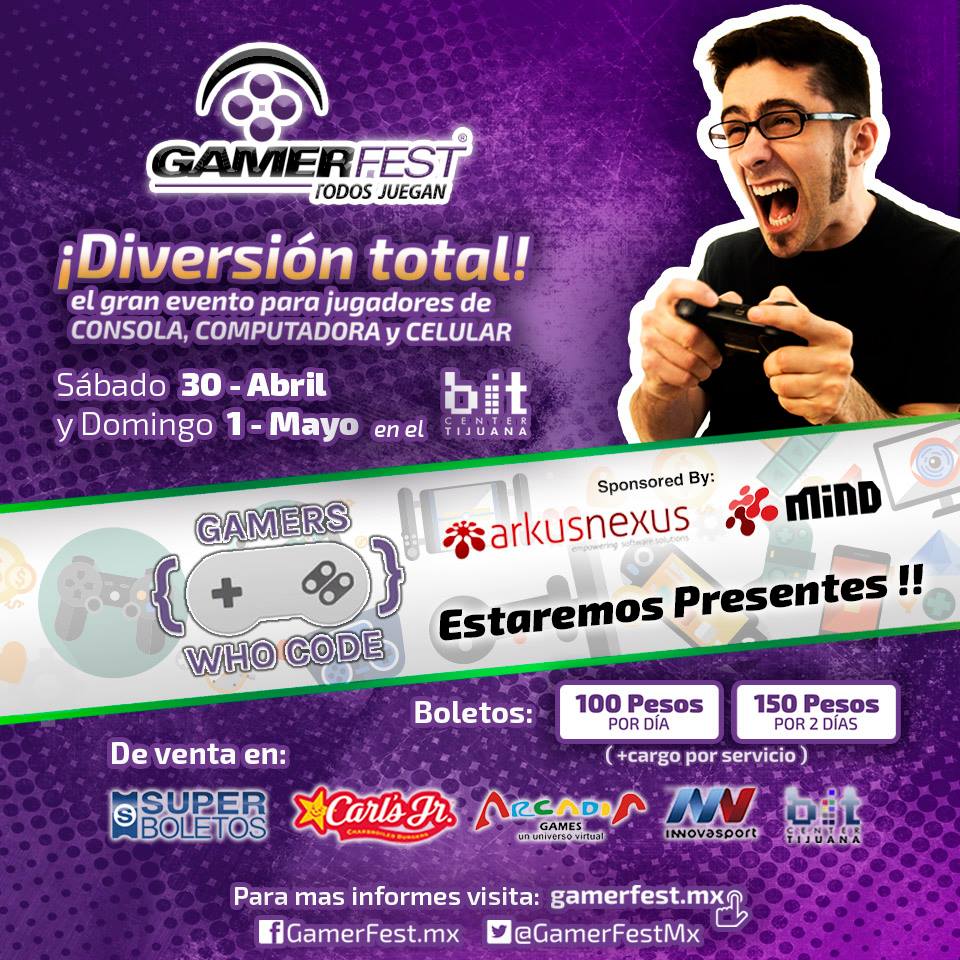 GAMERFEST®
TODOS JUEGAN
¡Diversión total!
el gran evento para jugadores de
CONSOLA, COMPUTADORA y CELULAR
Sábado 30 - Abril
y Domingo 1 - Mayo en el
bit
CENTER
TIJUANA
Sponsored By:
arkusnexus
empowering software solutions
MiND
GAMERS
WHO CODE
Estaremos Presentes !!
Boletos:
100 Pesos
POR DÍA
150 Pesos
POR 2 DÍAS
( +cargo por servicio )
De venta en:
SUPER
BOLETOS
Carl's Jr.
CHARBROILED BURGERS
ARCADIA
GAMES
un universo virtual
INNOVASPORT
bit
CENTER
TIJUANA
Para mas informes visita: gamerfest.mx
GamerFest.mx @GamerFestMx